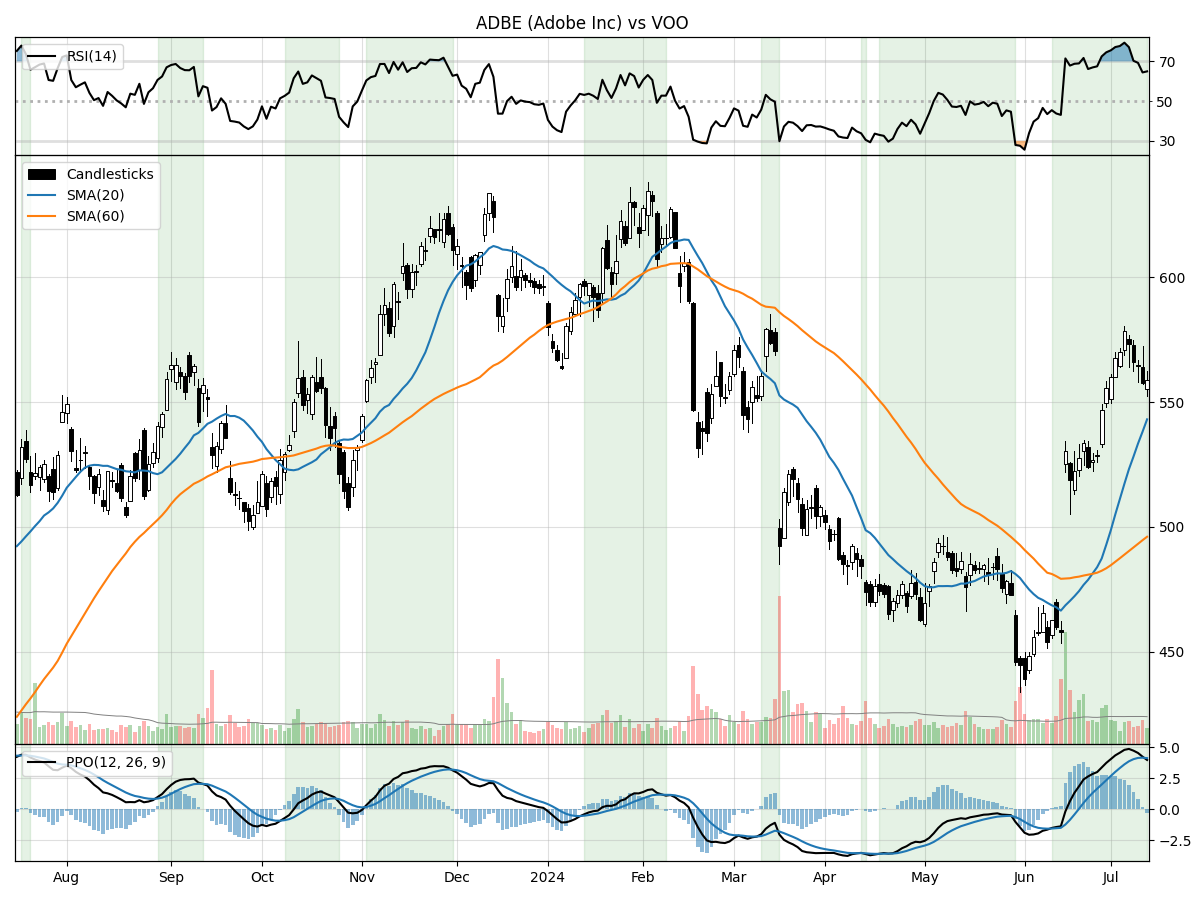 ADBE (Adobe Inc) vs VOO
RSI(14)
70
50
30
Candlesticks
SMA(20)
SMA(60)
600
550
500
450
PPO(12, 26, 9)
5.0
2.5
0.0
−2.5
Aug Sep Oct Nov Dec 2024 Feb Mar Apr May Jun Jul